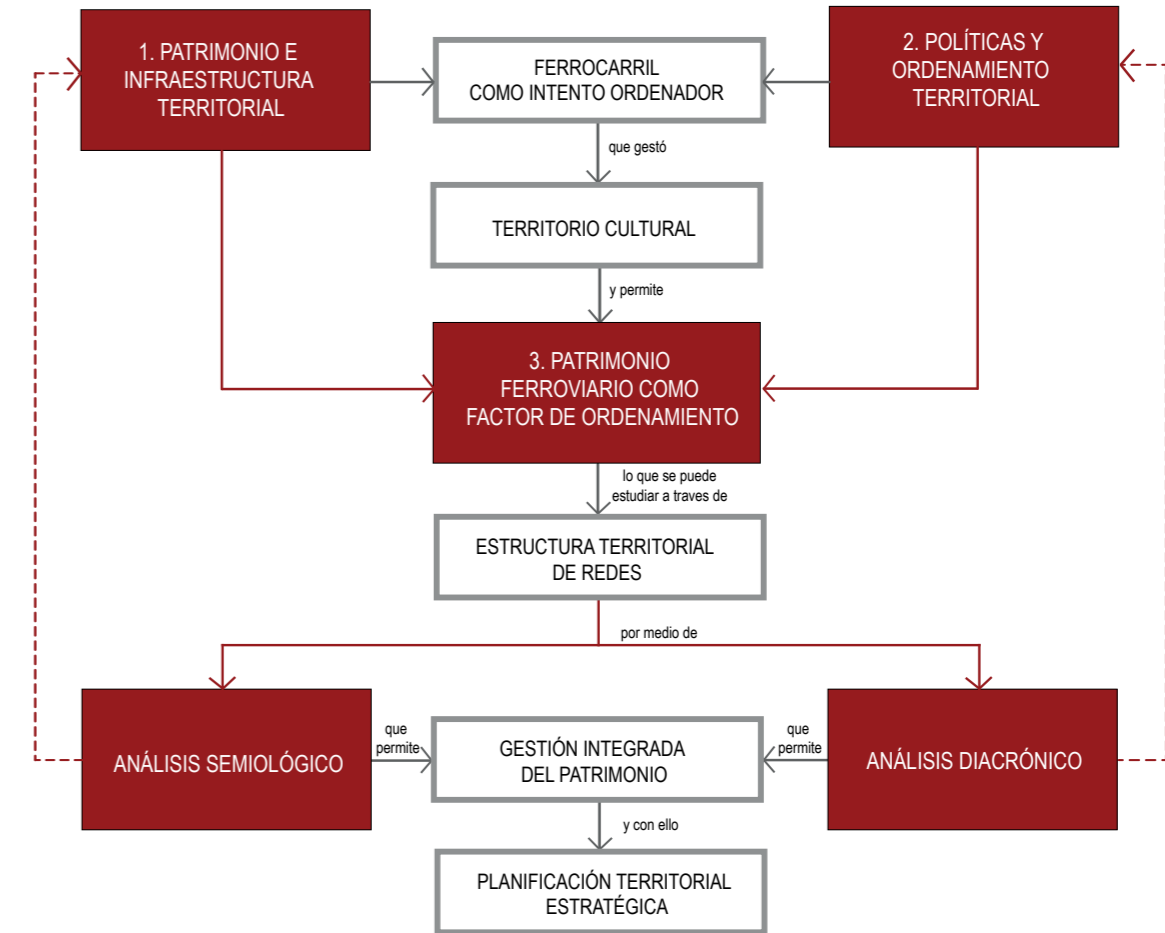 1. PATRIMONIO E
INFRAESTRUCTURA
TERRITORIAL
FERROCARRIL
COMO INTENTO ORDENADOR
2. POLÍTICAS Y
ORDENAMIENTO
TERRITORIAL
que gestó
TERRITORIO CULTURAL
y permite
3. PATRIMONIO
FERROVIARIO COMO
FACTOR DE ORDENAMIENTO
lo que se puede
estudiar a traves de
ESTRUCTURA TERRITORIAL
DE REDES
por medio de
ANÁLISIS SEMIOLÓGICO
que
permite
GESTIÓN INTEGRADA
DEL PATRIMONIO
que
permite
ANÁLISIS DIACRÓNICO
y con ello
PLANIFICACIÓN TERRITORIAL
ESTRATÉGICA